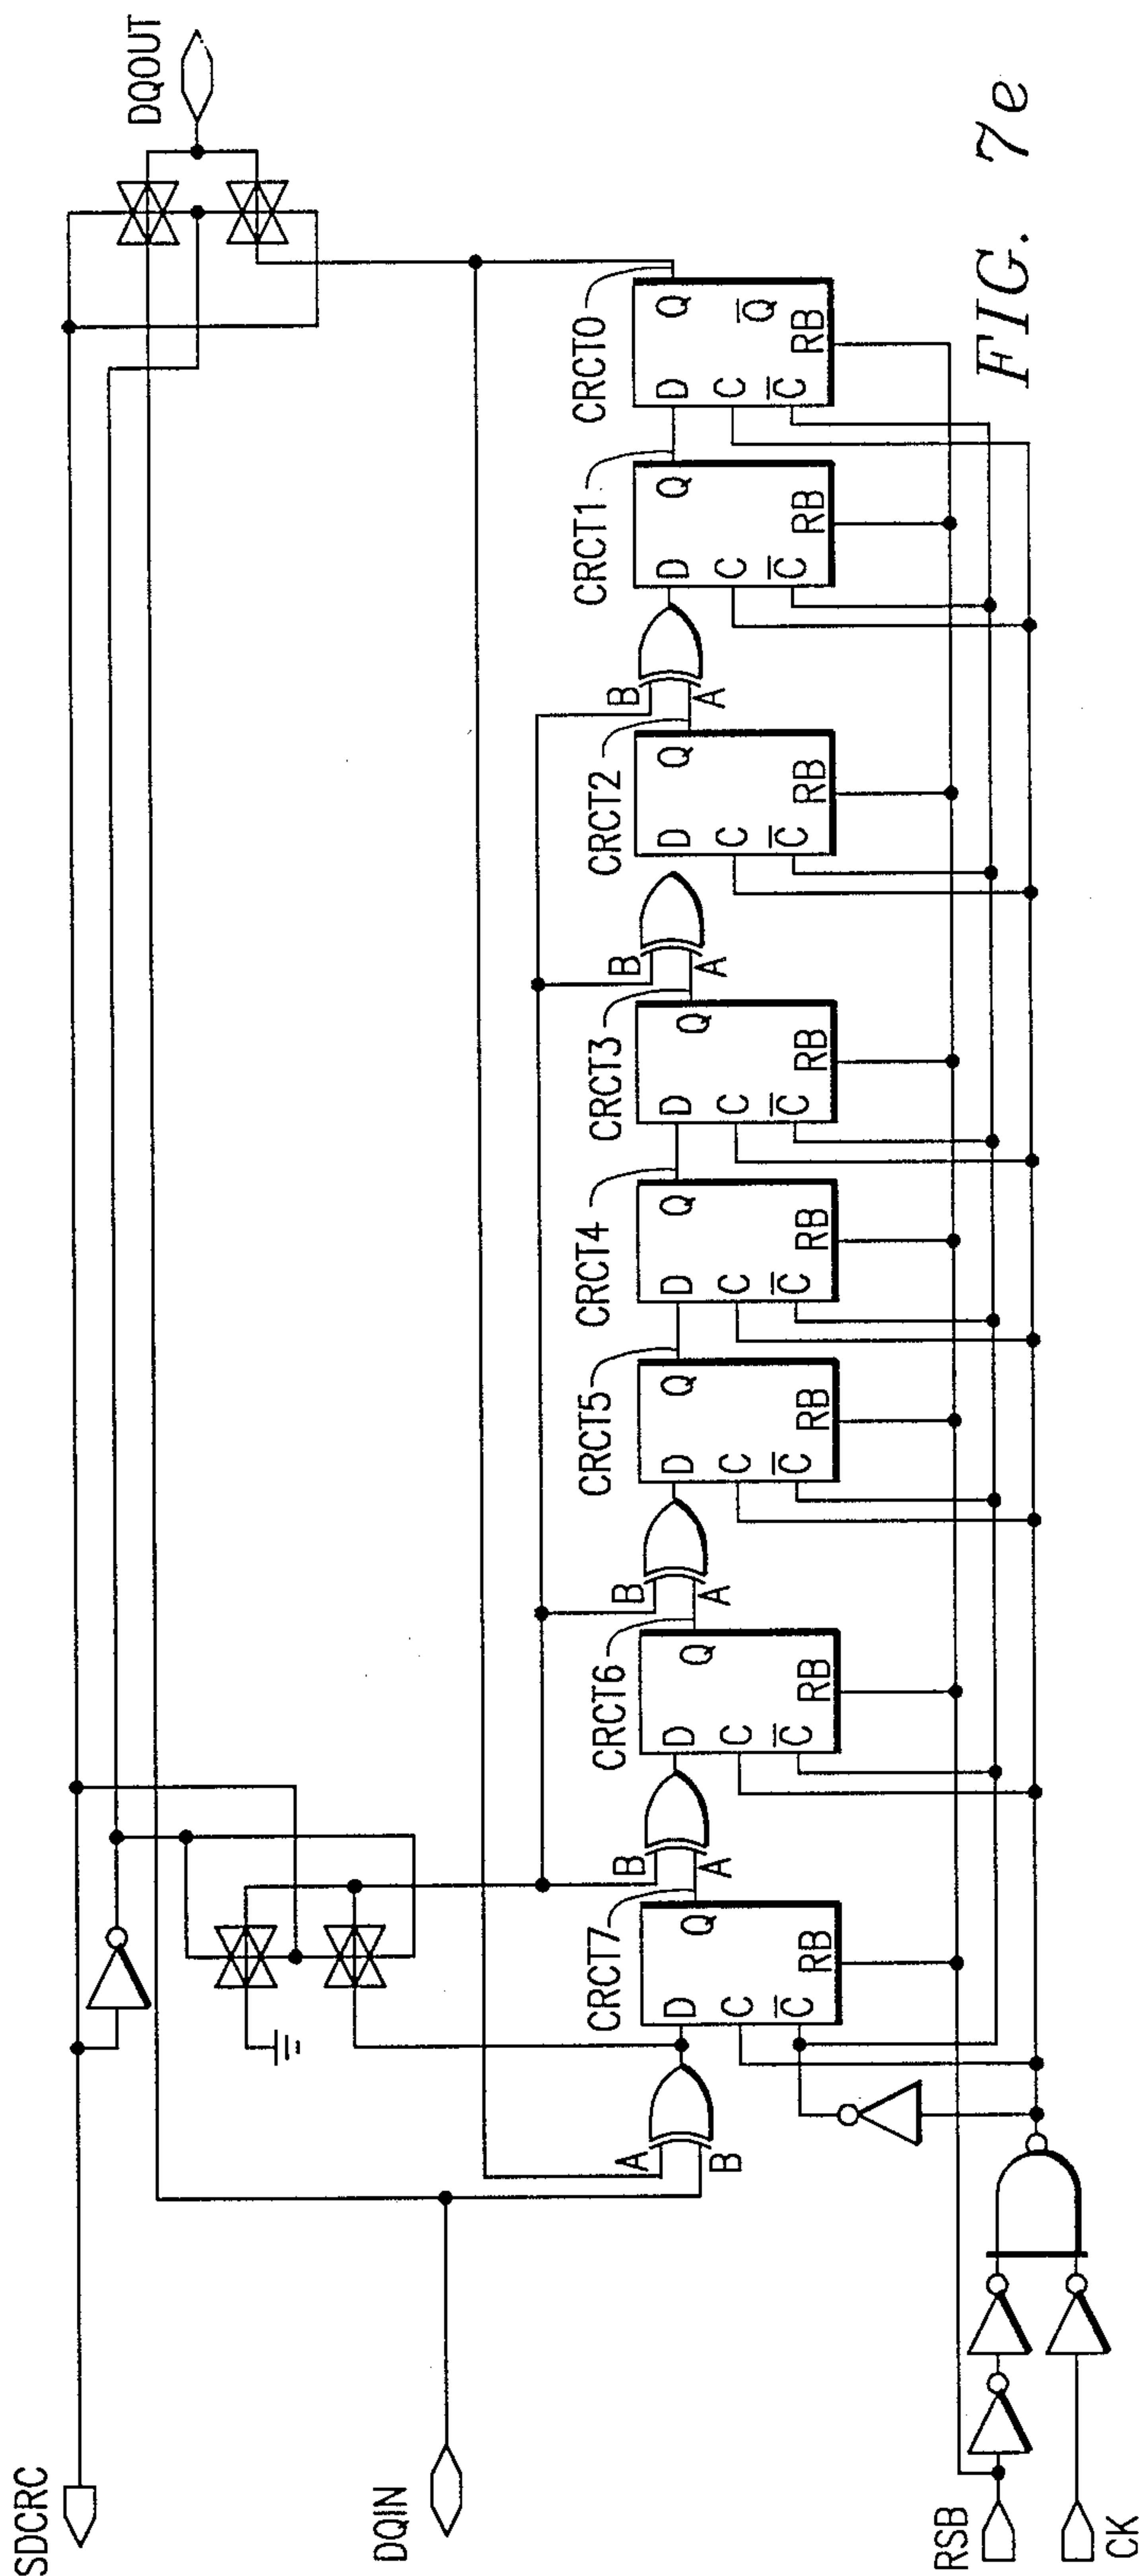 SDCRC
DQIN
RSB
CK
DQOUT
A
B
CRCT7
D
C
C̅
Q
RB
B
A
CRCT6
D
C
C̅
Q
RB
B
A
CRCT5
D
C
C̅
Q
RB
CRCT4
D
C
C̅
Q
RB
CRCT3
D
C
C̅
Q
RB
B
A
CRCT2
D
C
C̅
Q
RB
B
A
CRCT1
D
C
C̅
Q
RB
CRCT0
D
C
C̅
Q
Q̅
RB
FIG. 7e